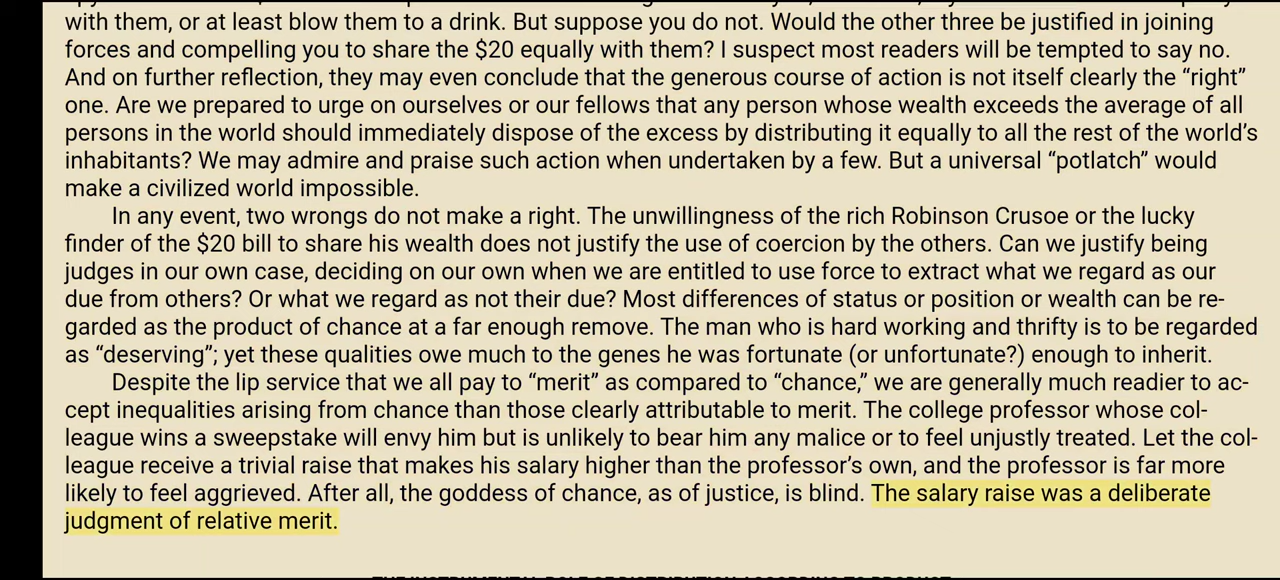 with them, or at least blow them to a drink. But suppose you do not. Would the other three be justified in joining
forces and compelling you to share the $20 equally with them? I suspect most readers will be tempted to say no.
And on further reflection, they may even conclude that the generous course of action is not itself clearly the “right”
one. Are we prepared to urge on ourselves or our fellows that any person whose wealth exceeds the average of all
persons in the world should immediately dispose of the excess by distributing it equally to all the rest of the world’s
inhabitants? We may admire and praise such action when undertaken by a few. But a universal “potlatch” would
make a civilized world impossible.
In any event, two wrongs do not make a right. The unwillingness of the rich Robinson Crusoe or the lucky
finder of the $20 bill to share his wealth does not justify the use of coercion by the others. Can we justify being
judges in our own case, deciding on our own when we are entitled to use force to extract what we regard as our
due from others? Or what we regard as not their due? Most differences of status or position or wealth can be re-
garded as the product of chance at a far enough remove. The man who is hard working and thrifty is to be regarded
as “deserving”; yet these qualities owe much to the genes he was fortunate (or unfortunate?) enough to inherit.
Despite the lip service that we all pay to “merit” as compared to “chance,” we are generally much readier to ac-
cept inequalities arising from chance than those clearly attributable to merit. The college professor whose col-
league wins a sweepstake will envy him but is unlikely to bear him any malice or to feel unjustly treated. Let the col-
league receive a trivial raise that makes his salary higher than the professor’s own, and the professor is far more
likely to feel aggrieved. After all, the goddess of chance, as of justice, is blind. The salary raise was a deliberate
judgment of relative merit.